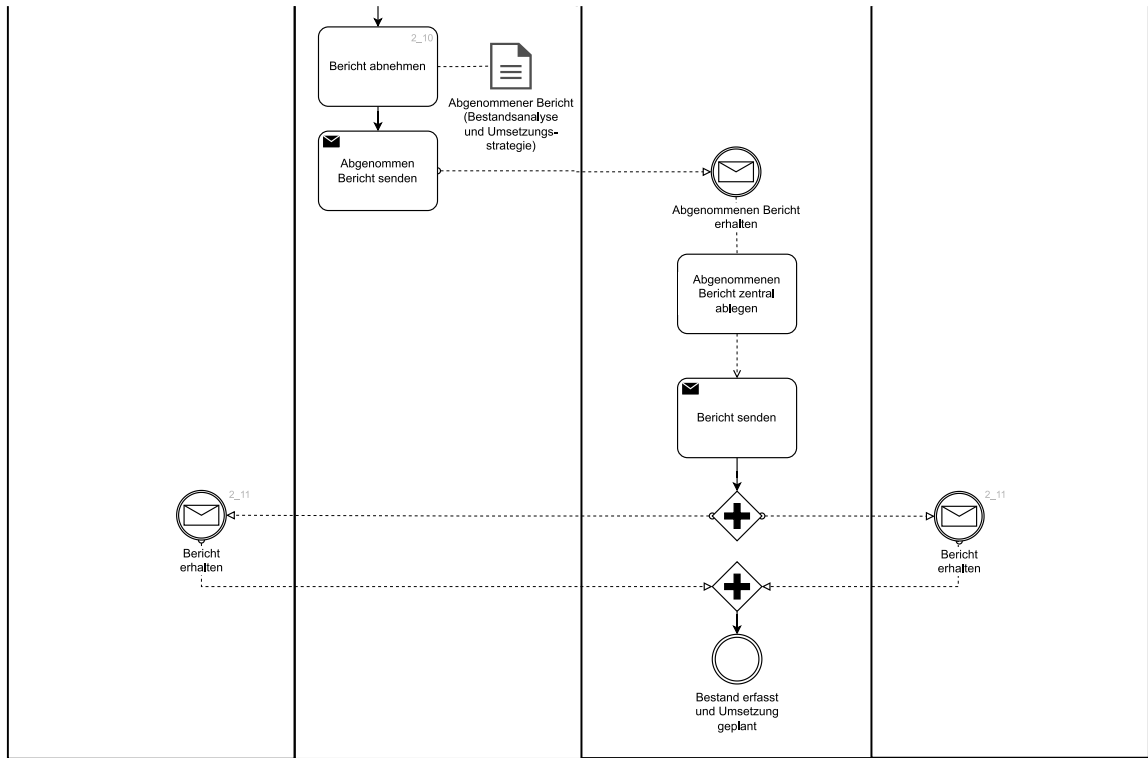 2_10
Bericht abnehmen
Abgenommener Bericht
(Bestandsanalyse
und Umsetzungs-
strategie)
Abgenommen
Bericht senden
Abgenommenen Bericht
erhalten
Abgenommenen
Bericht zentral
ablegen
Bericht senden
2_11
Bericht
erhalten
2_11
Bericht
erhalten
Bestand erfasst
und Umsetzung
geplant